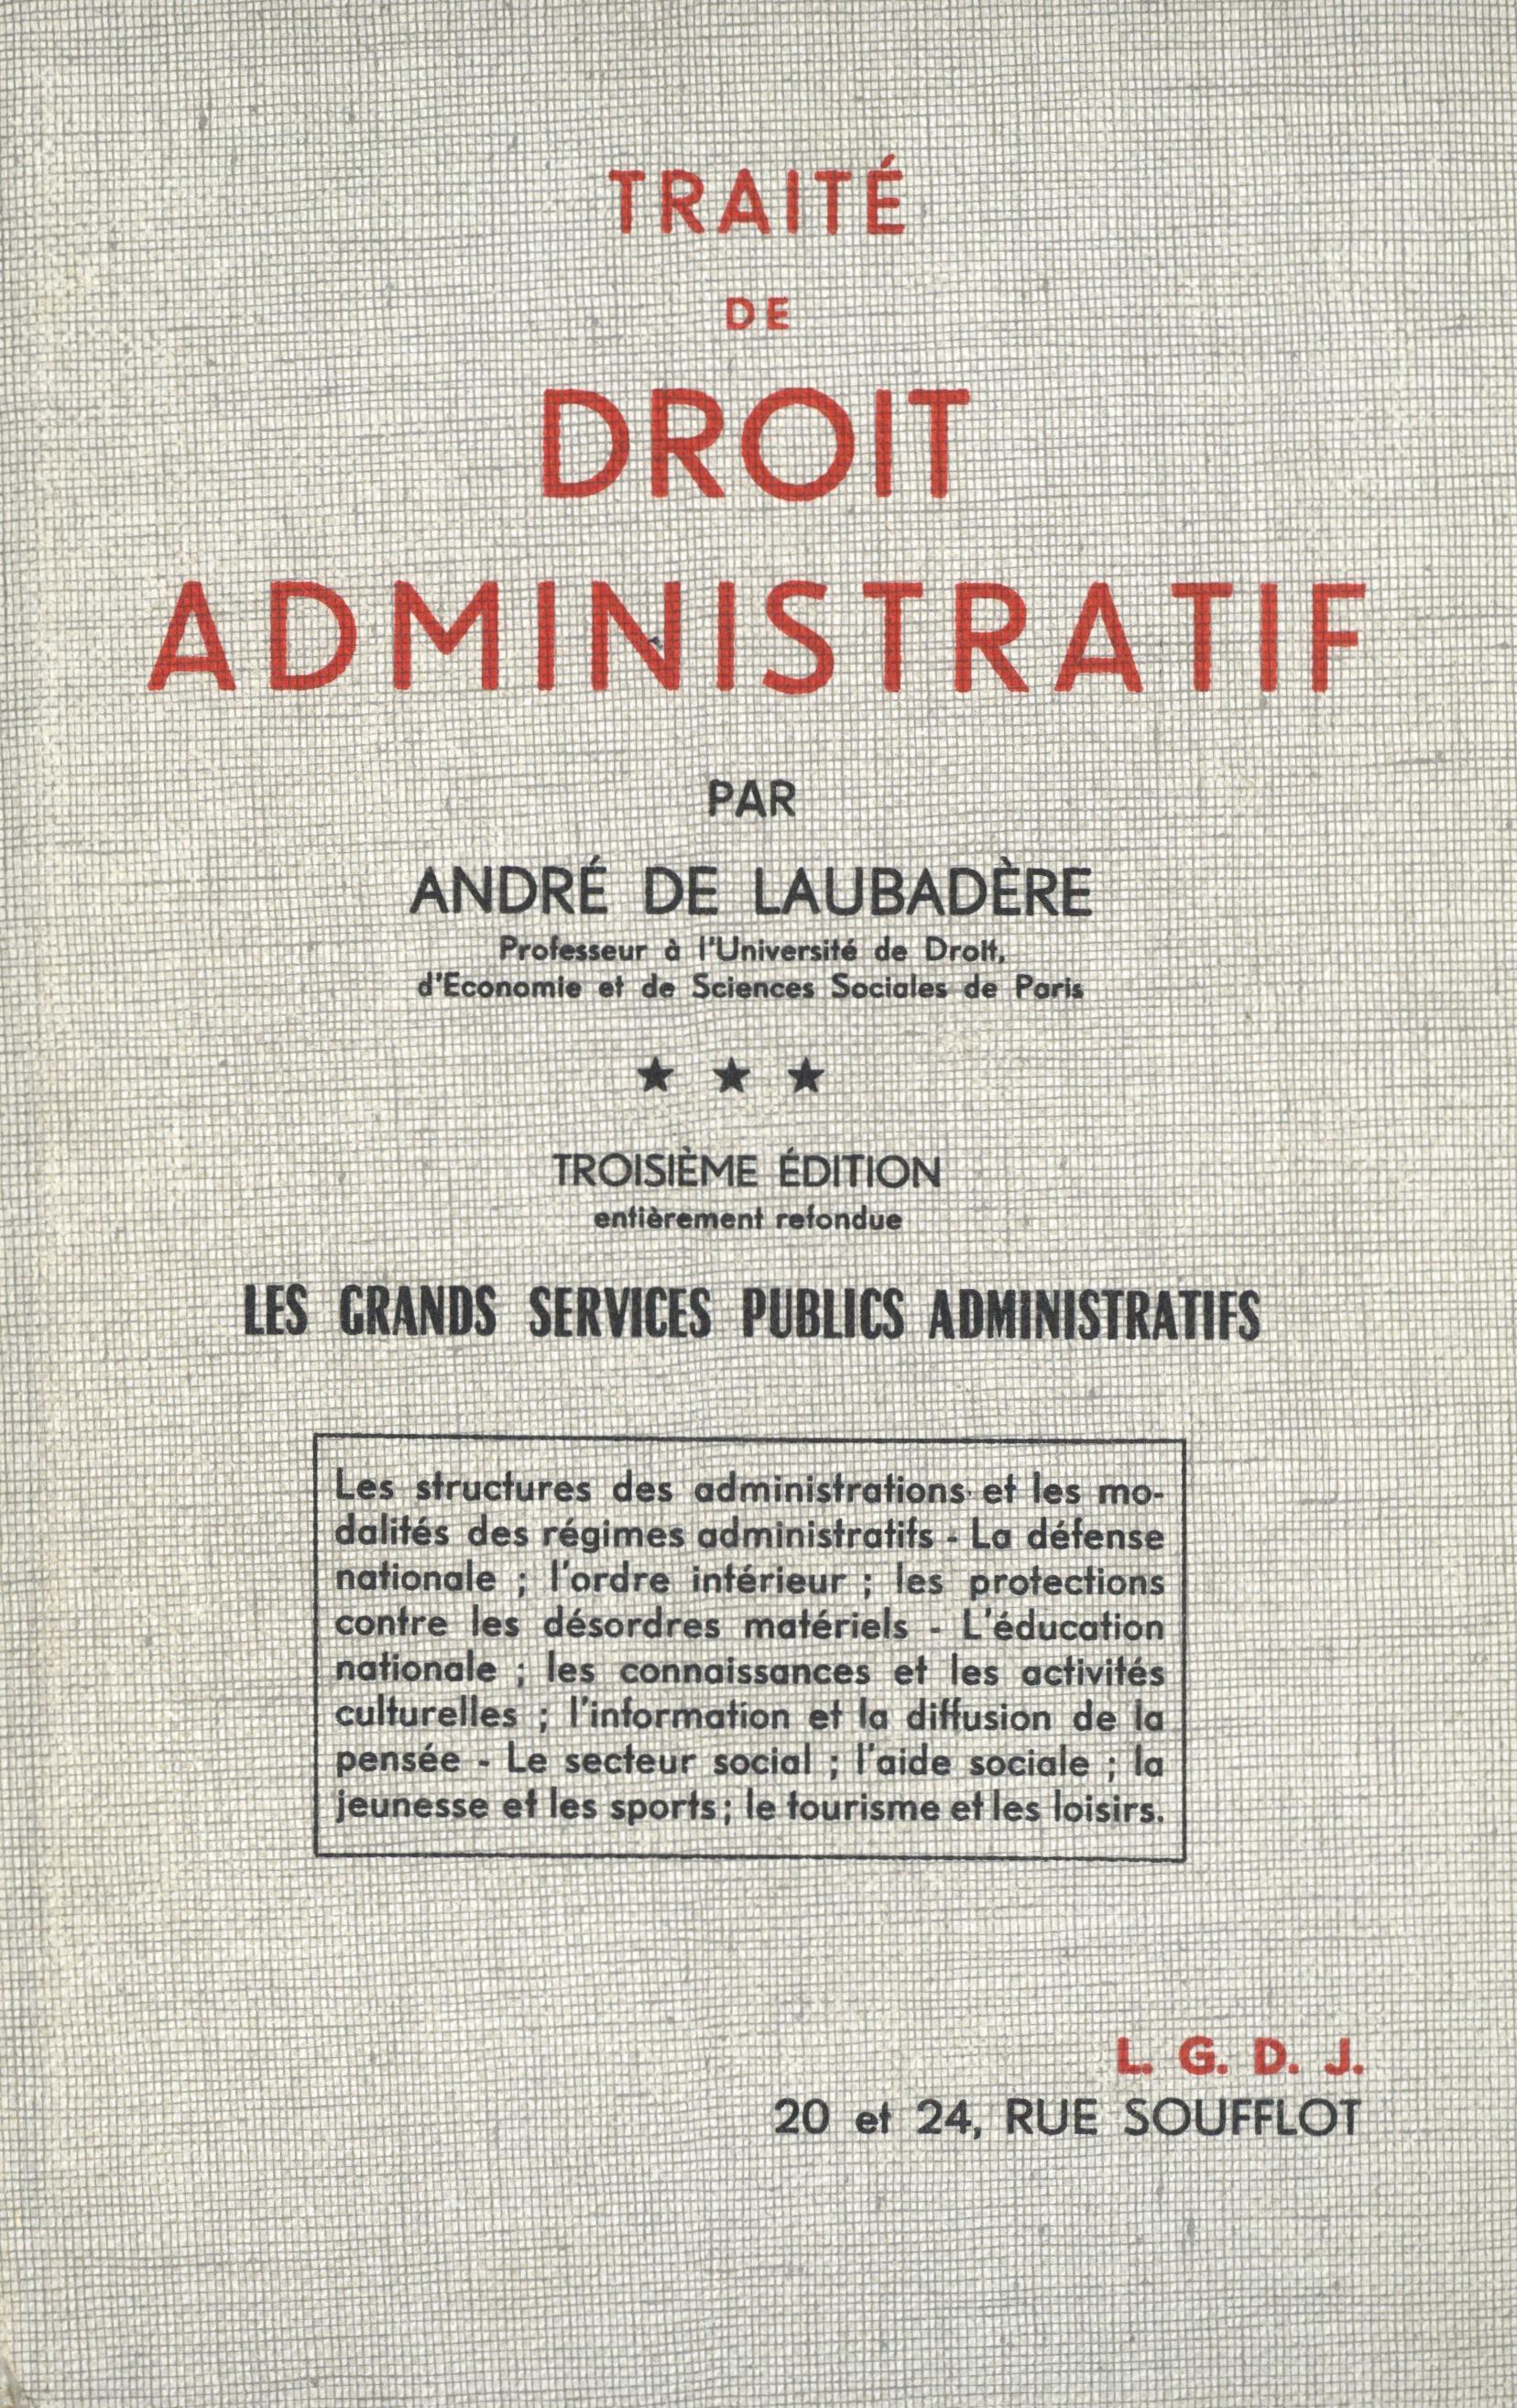 TRAITÉ
DE
DROIT
ADMINISTRATIF
PAR
ANDRÉ DE LAUBADÈRE
Professeur à l'Université de Droit,
d'Economie et de Sciences Sociales de Paris
★ ★ ★
TROISIÈME ÉDITION
entièrement refondue
LES GRANDS SERVICES PUBLICS ADMINISTRATIFS
Les structures des administrations et les mo-
dalités des régimes administratifs - La défense
nationale ; l'ordre intérieur ; les protections
contre les désordres matériels - L'éducation
nationale ; les connaissances et les activités
culturelles ; l'information et la diffusion de la
pensée - Le secteur social ; l'aide sociale ; la
jeunesse et les sports ; le tourisme et les loisirs.
L. G. D. J.
20 et 24, RUE SOUFFLOT